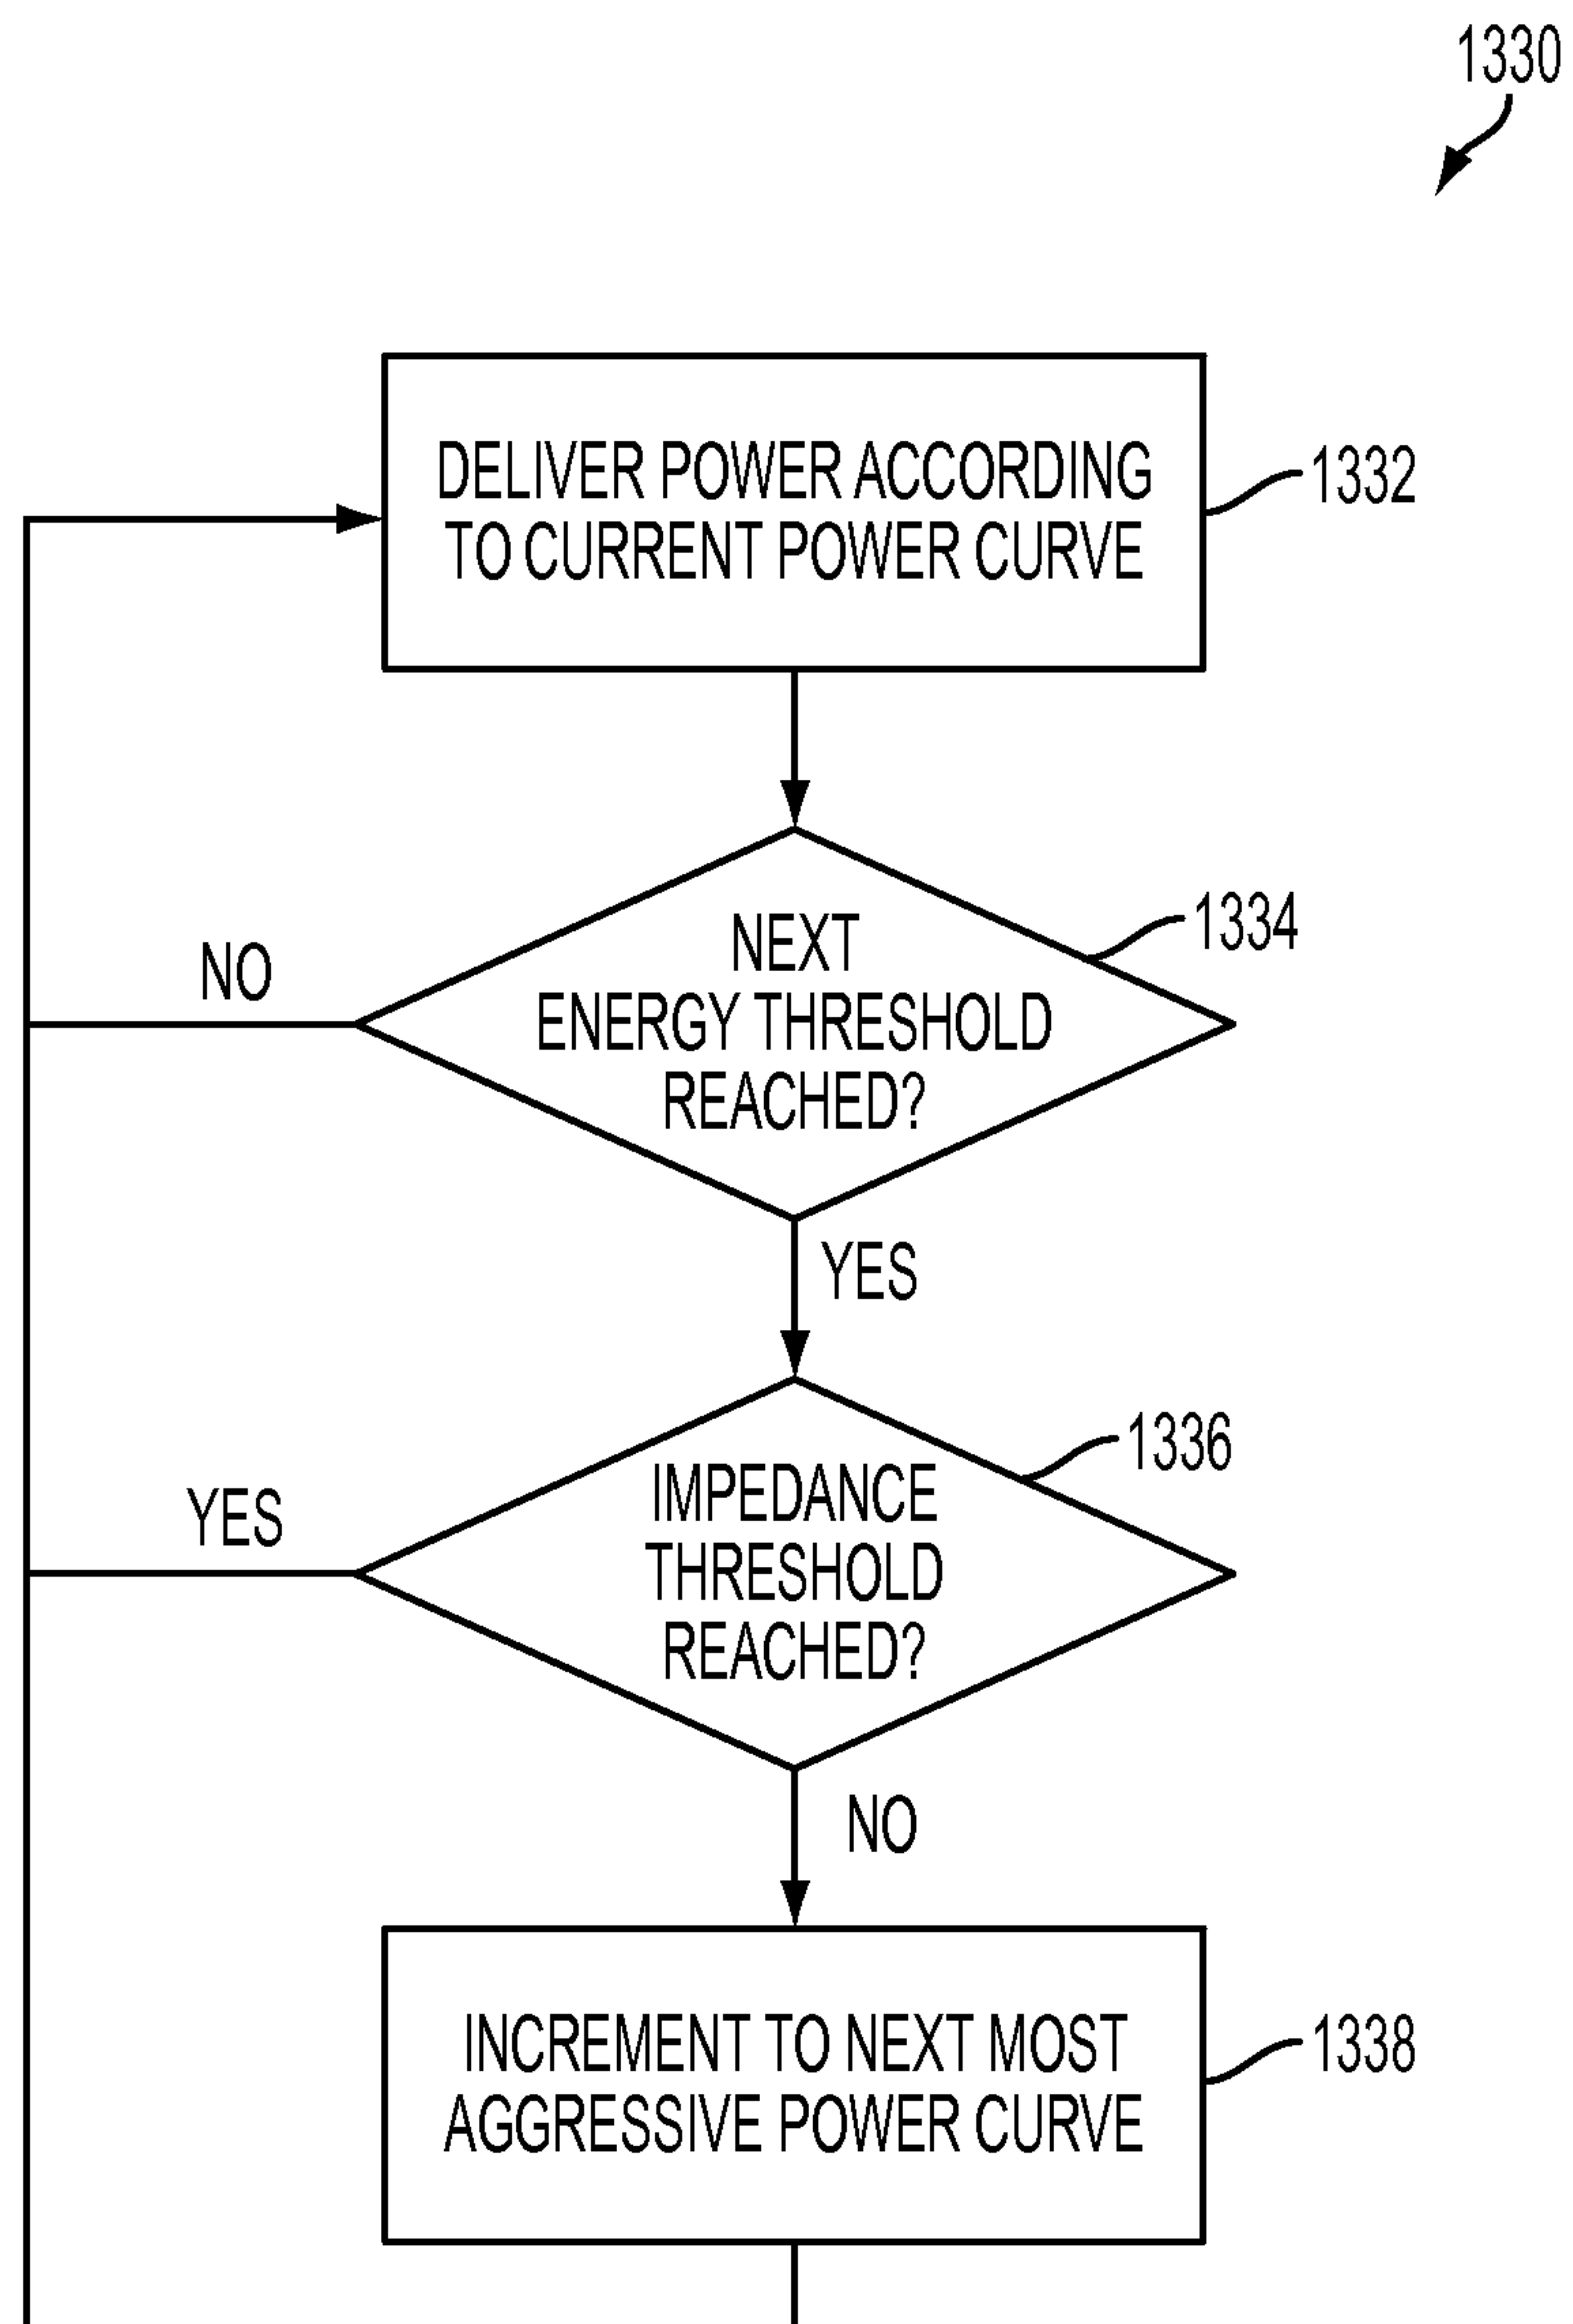 1330
DELIVER POWER ACCORDING
TO CURRENT POWER CURVE
1332
NEXT
ENERGY THRESHOLD
REACHED?
1334
NO
YES
IMPEDANCE
THRESHOLD
REACHED?
1336
YES
NO
INCREMENT TO NEXT MOST
AGGRESSIVE POWER CURVE
1338